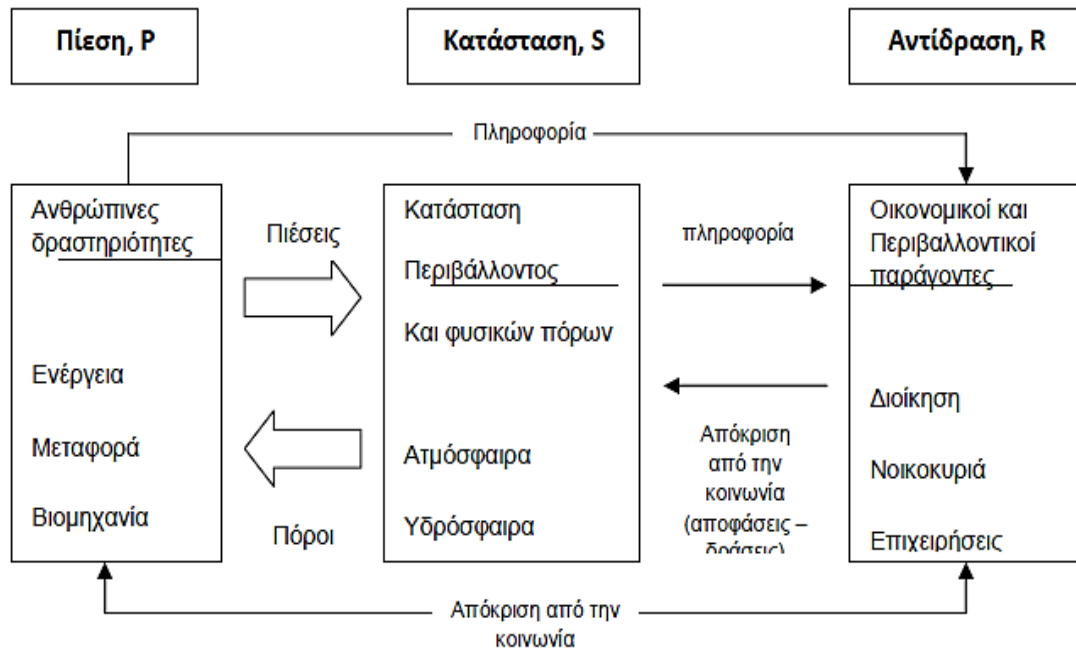 Πίεση, P
Κατάσταση, S
Αντίδραση, R
Πληροφορία
Ανθρώπινες
δραστηριότητες
Ενέργεια
Μεταφορά
Βιομηχανία
Πιέσεις
Πόροι
Κατάσταση
Περιβάλλοντος
Και φυσικών πόρων
Ατμόσφαιρα
Υδρόσφαιρα
πληροφορία
Απόκριση
από την
κοινωνία
(αποφάσεις –
δράσεις)
Οικονομικοί και
Περιβαλλοντικοί
παράγοντες
Διοίκηση
Νοικοκυριά
Επιχειρήσεις
Απόκριση από την
κοινωνία